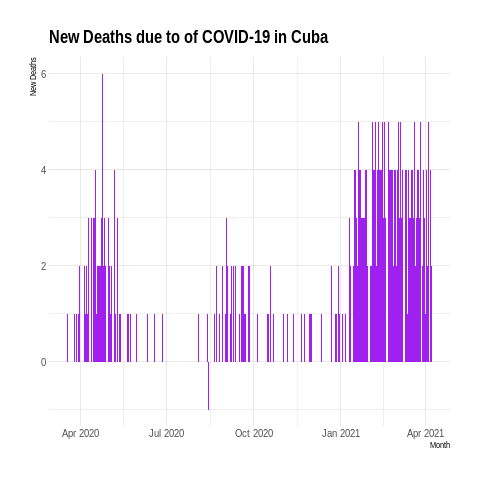 New Deaths due to of COVID-19 in Cuba
New Deaths
6
4
2
0
Apr 2020 Jul 2020 Oct 2020 Jan 2021 Apr 2021
Month